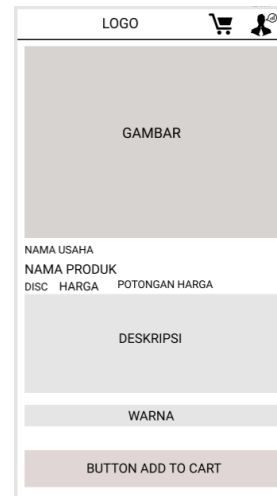 LOGO
GAMBAR
NAMA USAHA
NAMA PRODUK
DISC HARGA POTONGAN HARGA
DESKRIPSI
WARNA
BUTTON ADD TO CART